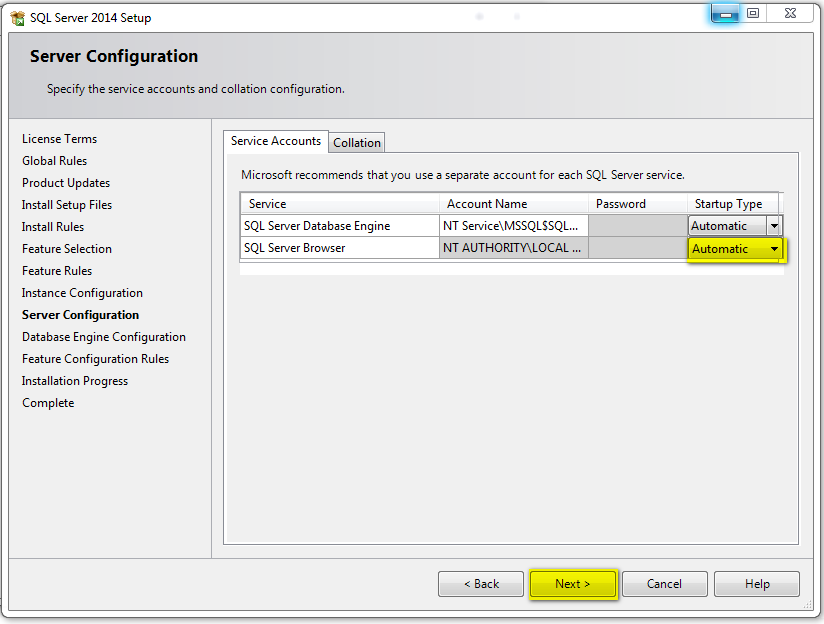 SQL Server 2014 Setup
Server Configuration
Specify the service accounts and collation configuration.
License Terms
Global Rules
Product Updates
Install Setup Files
Install Rules
Feature Selection
Feature Rules
Instance Configuration
Server Configuration
Database Engine Configuration
Feature Configuration Rules
Installation Progress
Complete
Service Accounts Collation
Microsoft recommends that you use a separate account for each SQL Server service.
Service Account Name Password Startup Type
SQL Server Database Engine NT Service\MSSQL$SQL... Automatic
SQL Server Browser NT AUTHORITY\LOCAL ... Automatic
< Back Next > Cancel Help